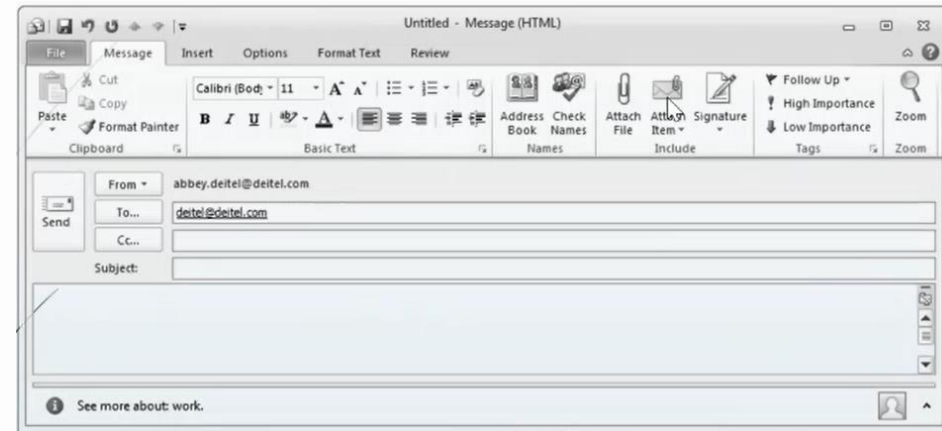 Untitled - Message (HTML)
File Message Insert Options Format Text Review
Paste
Cut
Copy
Format Painter
Clipboard
Calibri (Body 11
B I U ab A
Basic Text
Address Book
Check Names
Names
Attach File
Attach Item
Signature
Include
Follow Up
High Importance
Low Importance
Tags
Zoom
Zoom
Send
From abbey.deitel@deitel.com
To... deitel@deitel.com
Cc...
Subject:
See more about: work.